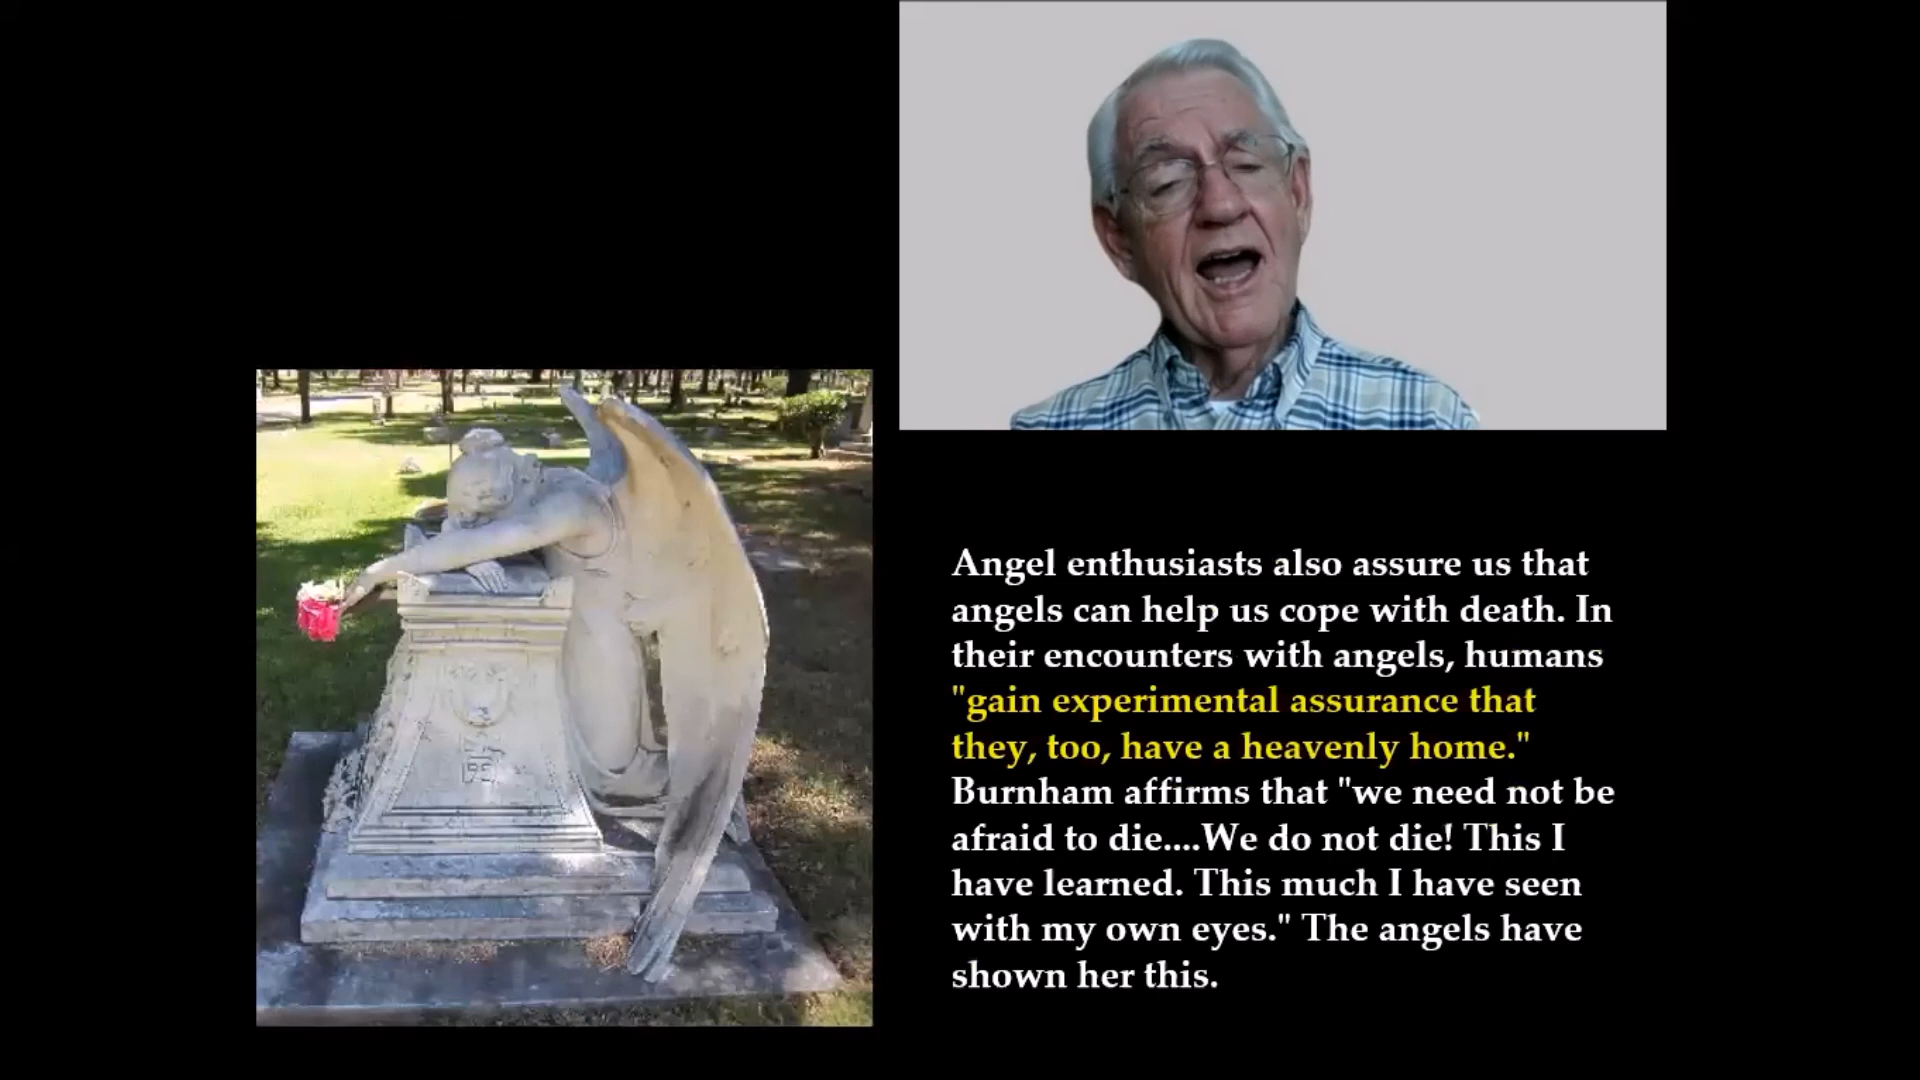 Angel enthusiasts also assure us that
angels can help us cope with death. In
their encounters with angels, humans
"gain experimental assurance that
they, too, have a heavenly home."
Burnham affirms that "we need not be
afraid to die....We do not die! This I
have learned. This much I have seen
with my own eyes." The angels have
shown her this.